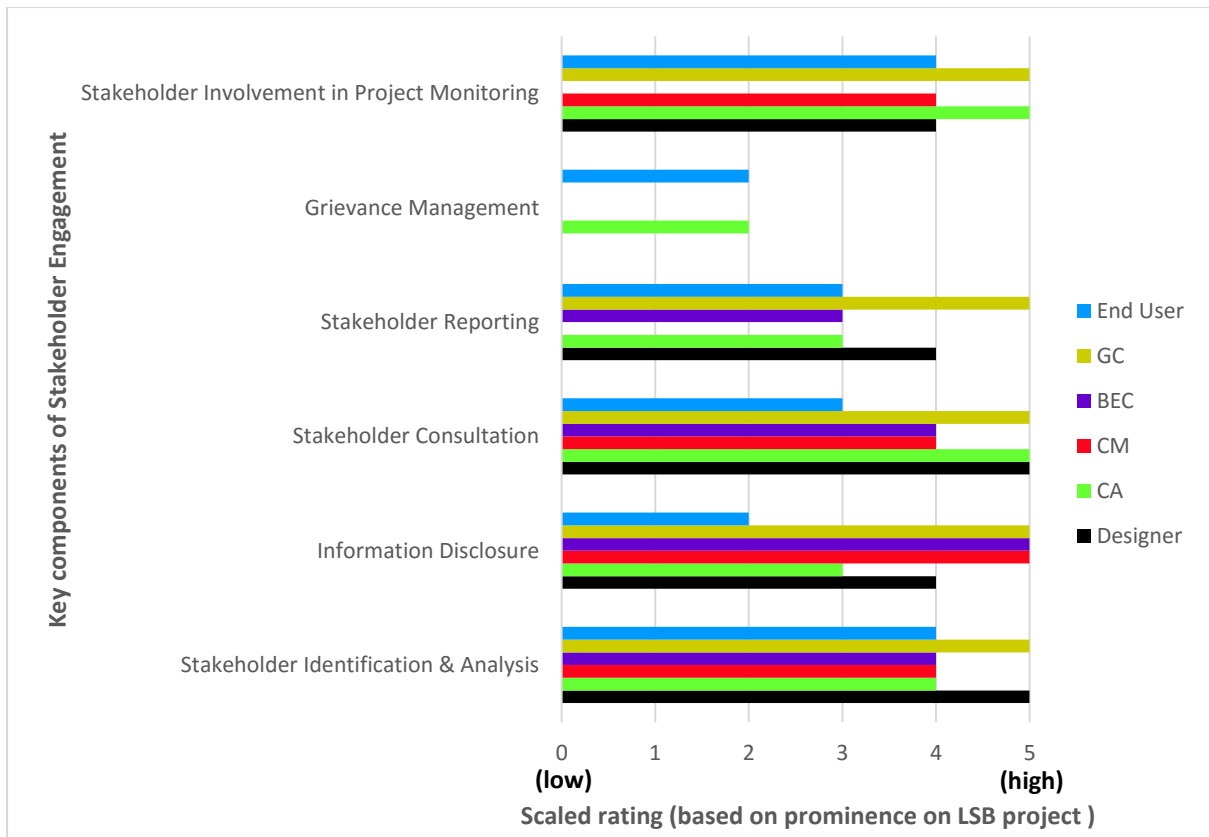 Key components of Stakeholder Engagement
Stakeholder Involvement in Project Monitoring
Grievance Management
Stakeholder Reporting
Stakeholder Consultation
Information Disclosure
Stakeholder Identification & Analysis
End User
GC
BEC
CM
CA
Designer
0 1 2 3 4 5
(low) (high)
Scaled rating (based on prominence on LSB project )